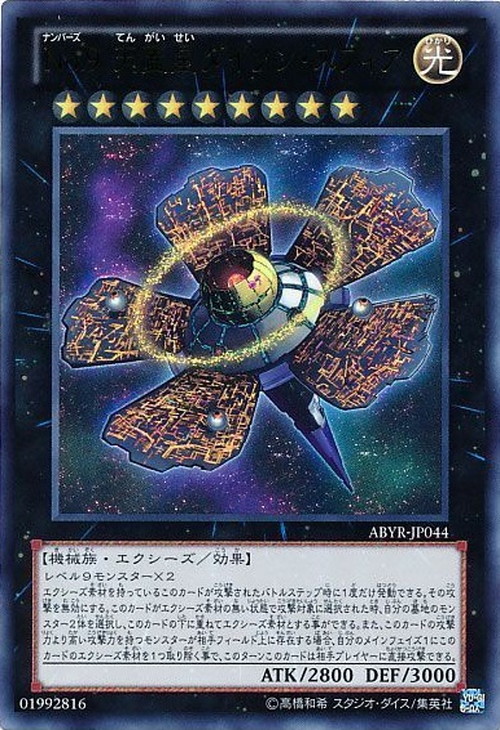 ナンバーズ てんがいせい
ひかり
光
ABYR-JP044
【機械族・エクシーズ/効果】
レベル9モンスター×2
エクシーズ素材を持っているこのカードが攻撃されたバトルステップ時に1度だけ発動できる。その攻
撃を無効にする。このカードがエクシーズ素材の無い状態で攻撃対象に選択された時、自分の墓地のモン
スター2体を選択し、このカードの下に重ねてエクシーズ素材とする事ができる。また、このカードの攻撃
力より高い攻撃力を持つモンスターが相手フィールド上に存在する場合、自分のメインフェイズ1にこ
のカードのエクシーズ素材を1つ取り除く事で、このターンこのカードは相手プレイヤーに直接攻撃できる。
ATK/2800 DEF/3000
01992816
©高橋和希 スタジオ・ダイス/集英社